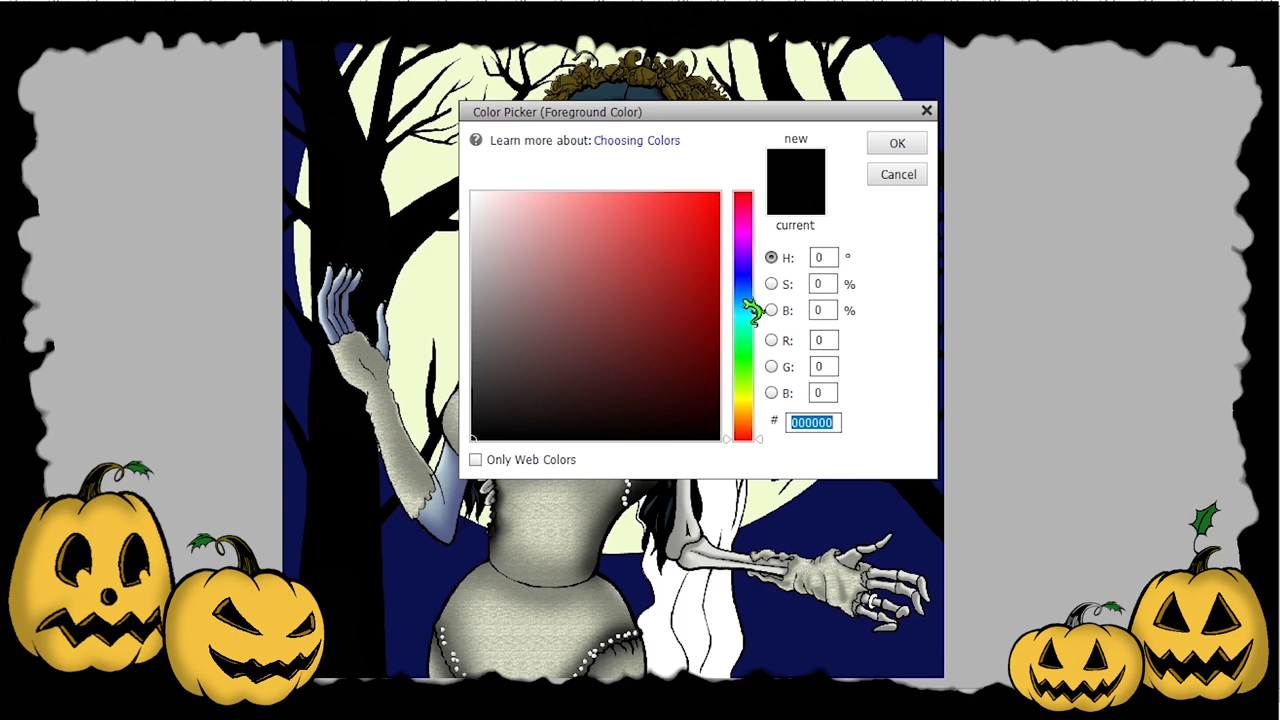 Color Picker (Foreground Color)
Learn more about: Choosing Colors
new
OK
Cancel
current
H: 0 °
S: 0 %
B: 0 %
R: 0
G: 0
B: 0
# 000000
Only Web Colors